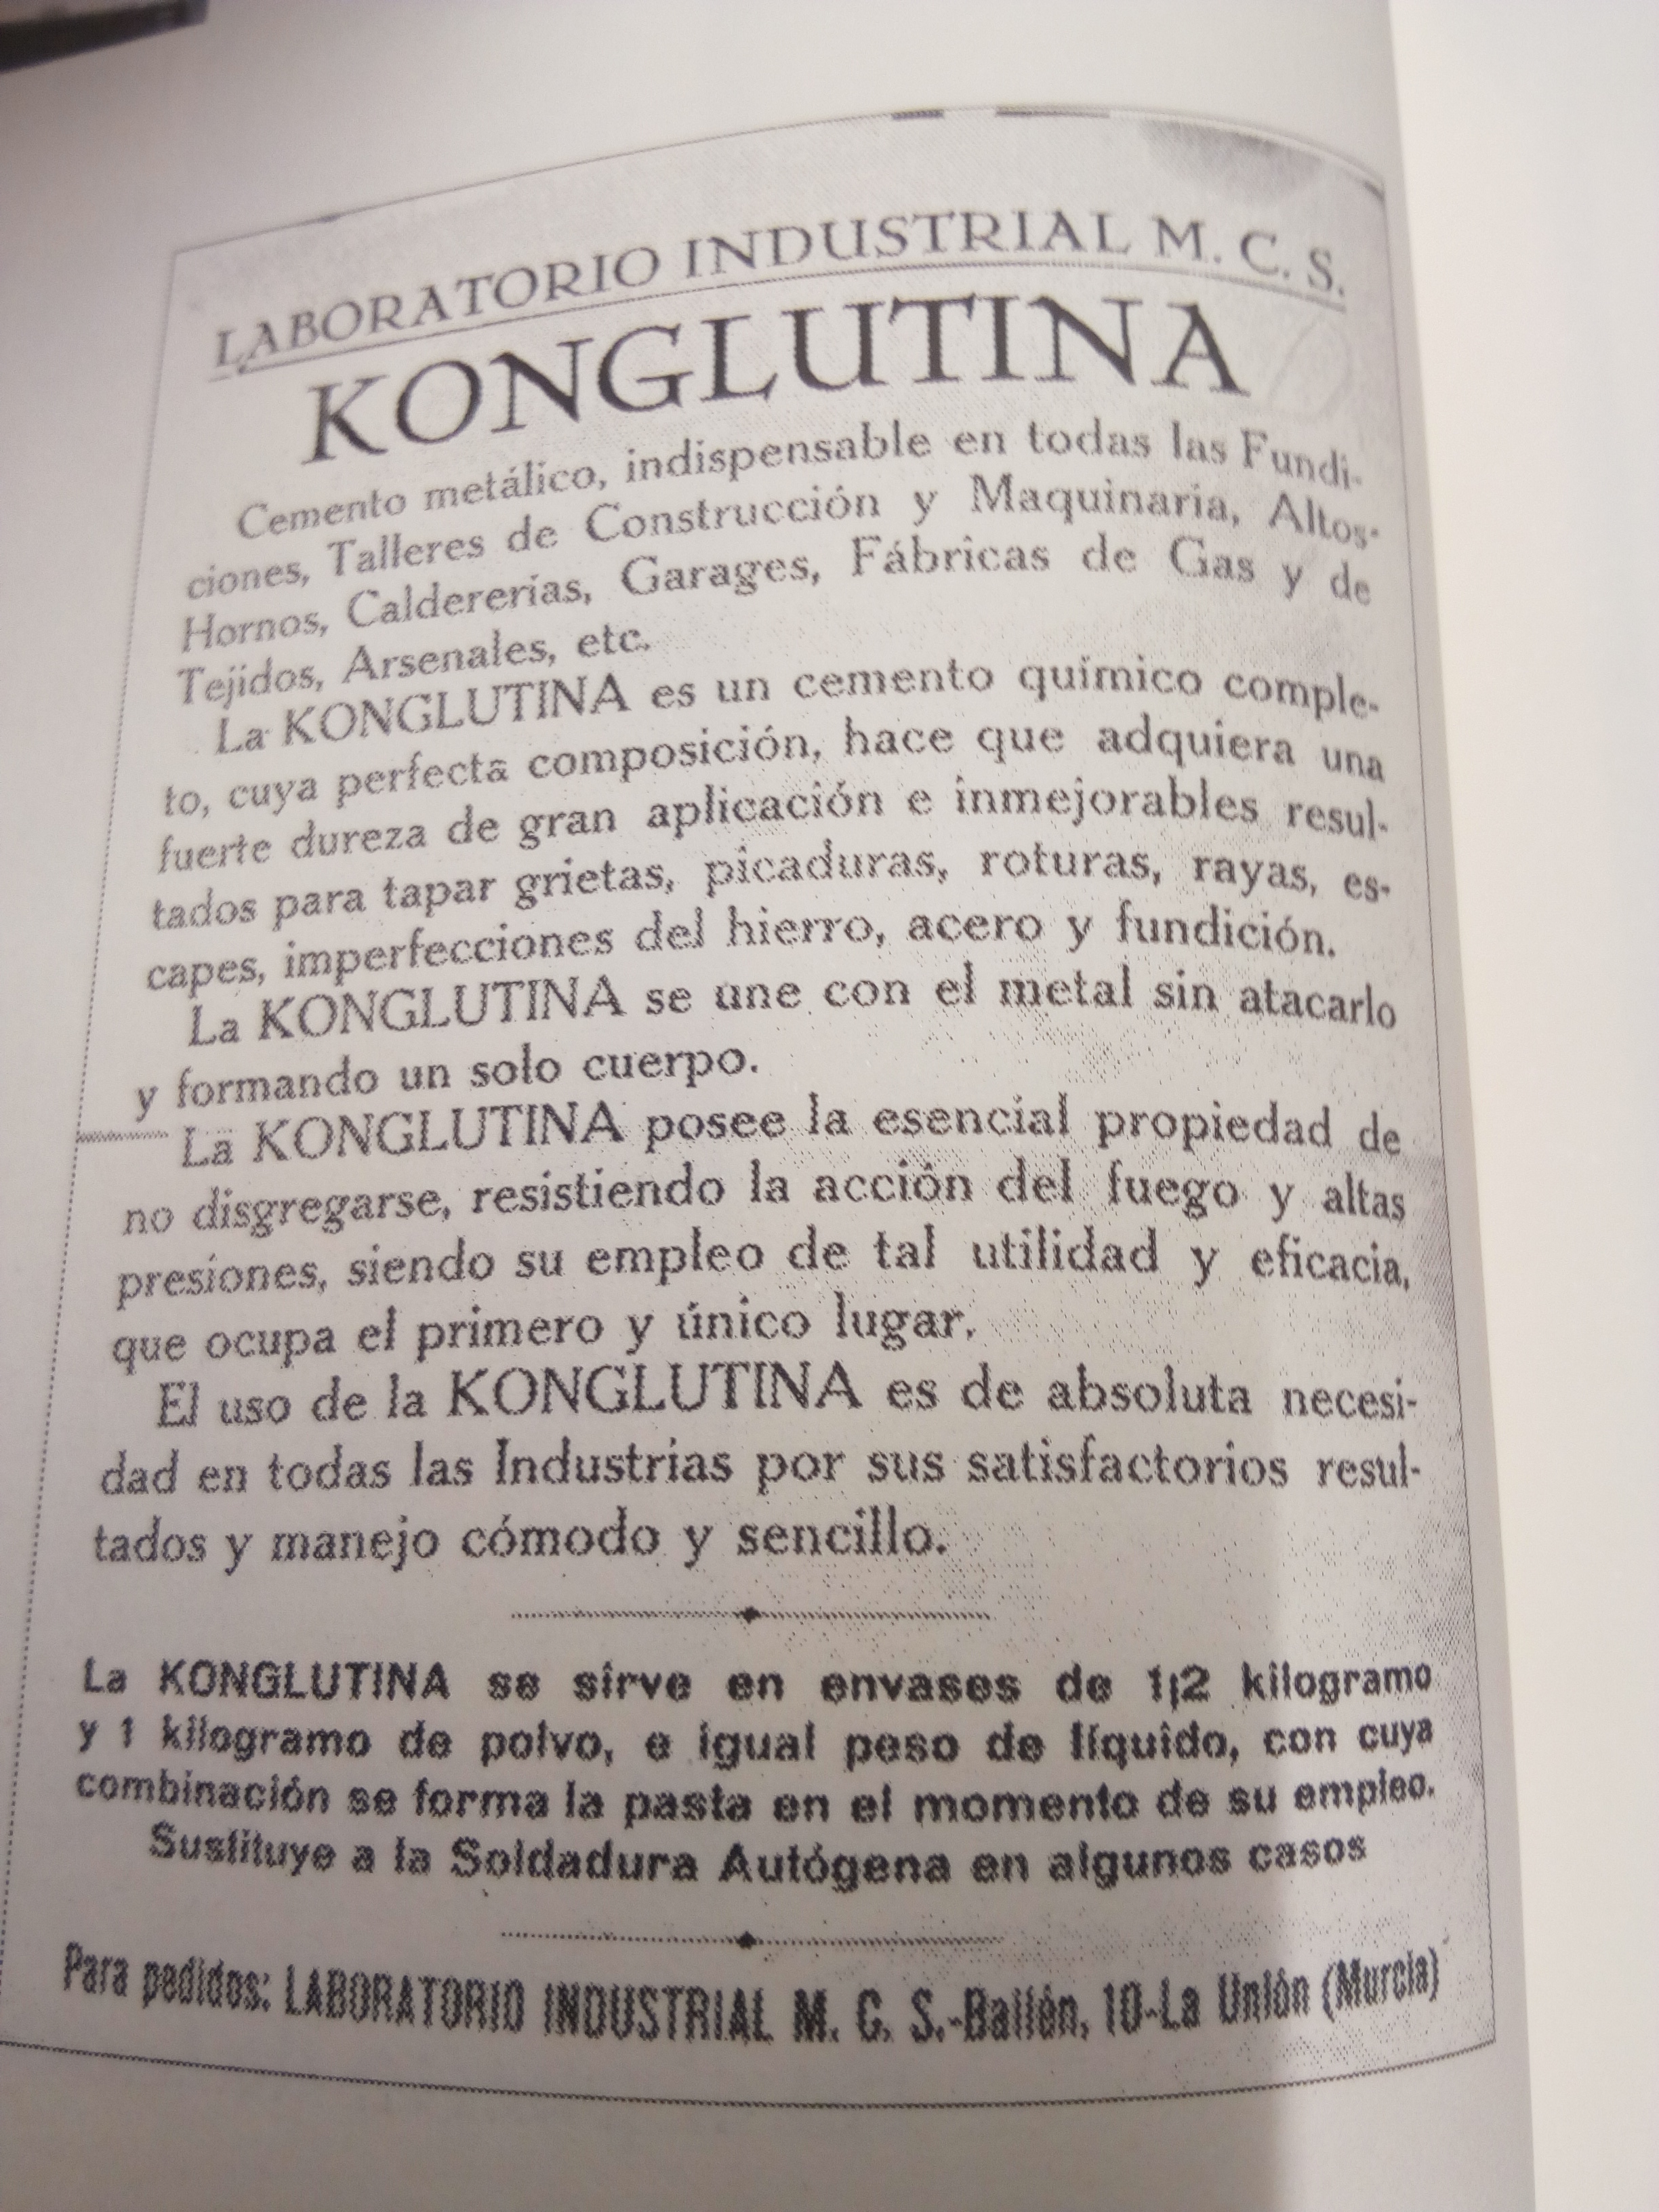 LABORATORIO INDUSTRIAL M. C. S.
KONGLUTINA
Cemento metálico, indispensable en todas las Fundi-
ciones, Talleres de Construcción y Maquinaria, Altos-
Hornos, Caldererías, Garages, Fábricas de Gas y de
Tejidos, Arsenales, etc.
La KONGLUTINA es un cemento químico comple-
to, cuya perfecta composición, hace que adquiera una
fuerte dureza de gran aplicación e inmejorables resul-
tados para tapar grietas, picaduras, roturas, rayas, es-
capes, imperfecciones del hierro, acero y fundición.
La KONGLUTINA se une con el metal sin atacarlo
y formando un solo cuerpo.
La KONGLUTINA posee la esencial propiedad de
no disgregarse, resistiendo la acción del fuego y altas
presiones, siendo su empleo de tal utilidad y eficacia,
que ocupa el primero y único lugar.
El uso de la KONGLUTINA es de absoluta necesi-
dad en todas las Industrias por sus satisfactorios resul-
tados y manejo cómodo y sencillo.
La KONGLUTINA se sirve en envases de 1|2 kilogramo
y 1 kilogramo de polvo, e igual peso de líquido, con cuya
combinación se forma la pasta en el momento de su empleo.
Sustituye a la Soldadura Autógena en algunos casos
Para pedidos: LABORATORIO INDUSTRIAL M. C. S.-Bailén, 10-La Unión (Murcia)